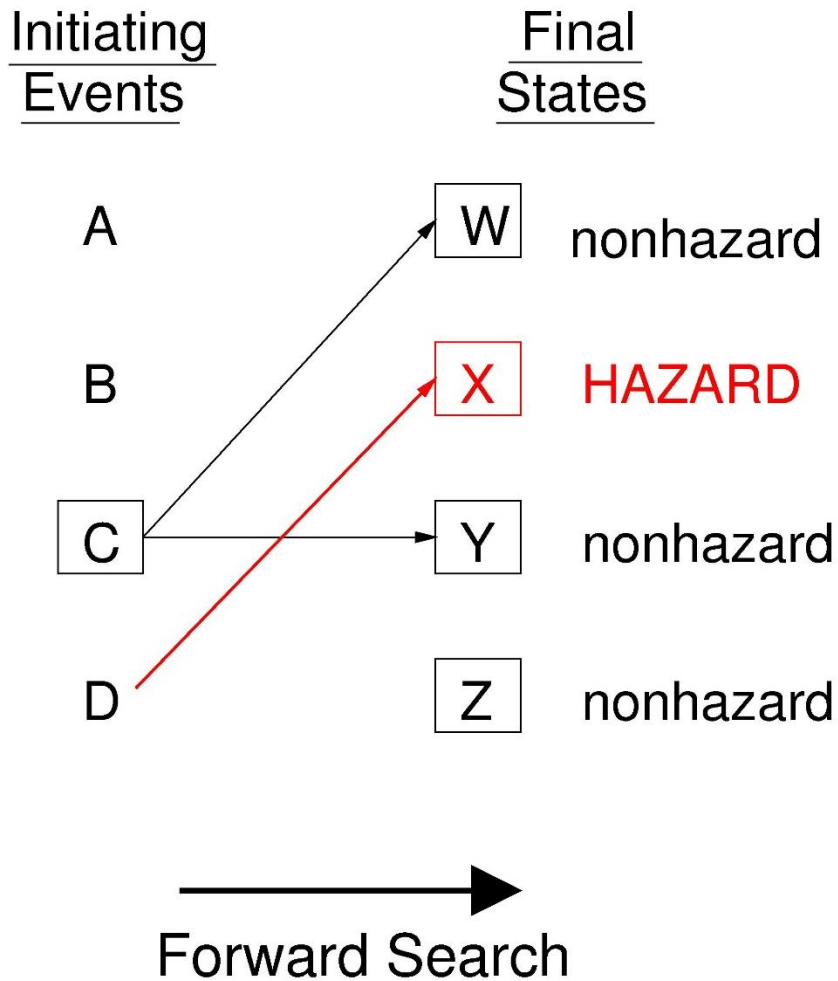 Initiating Events
Final States
A
W nonhazard
B
X HAZARD
C
Y nonhazard
D
Z nonhazard
Forward Search